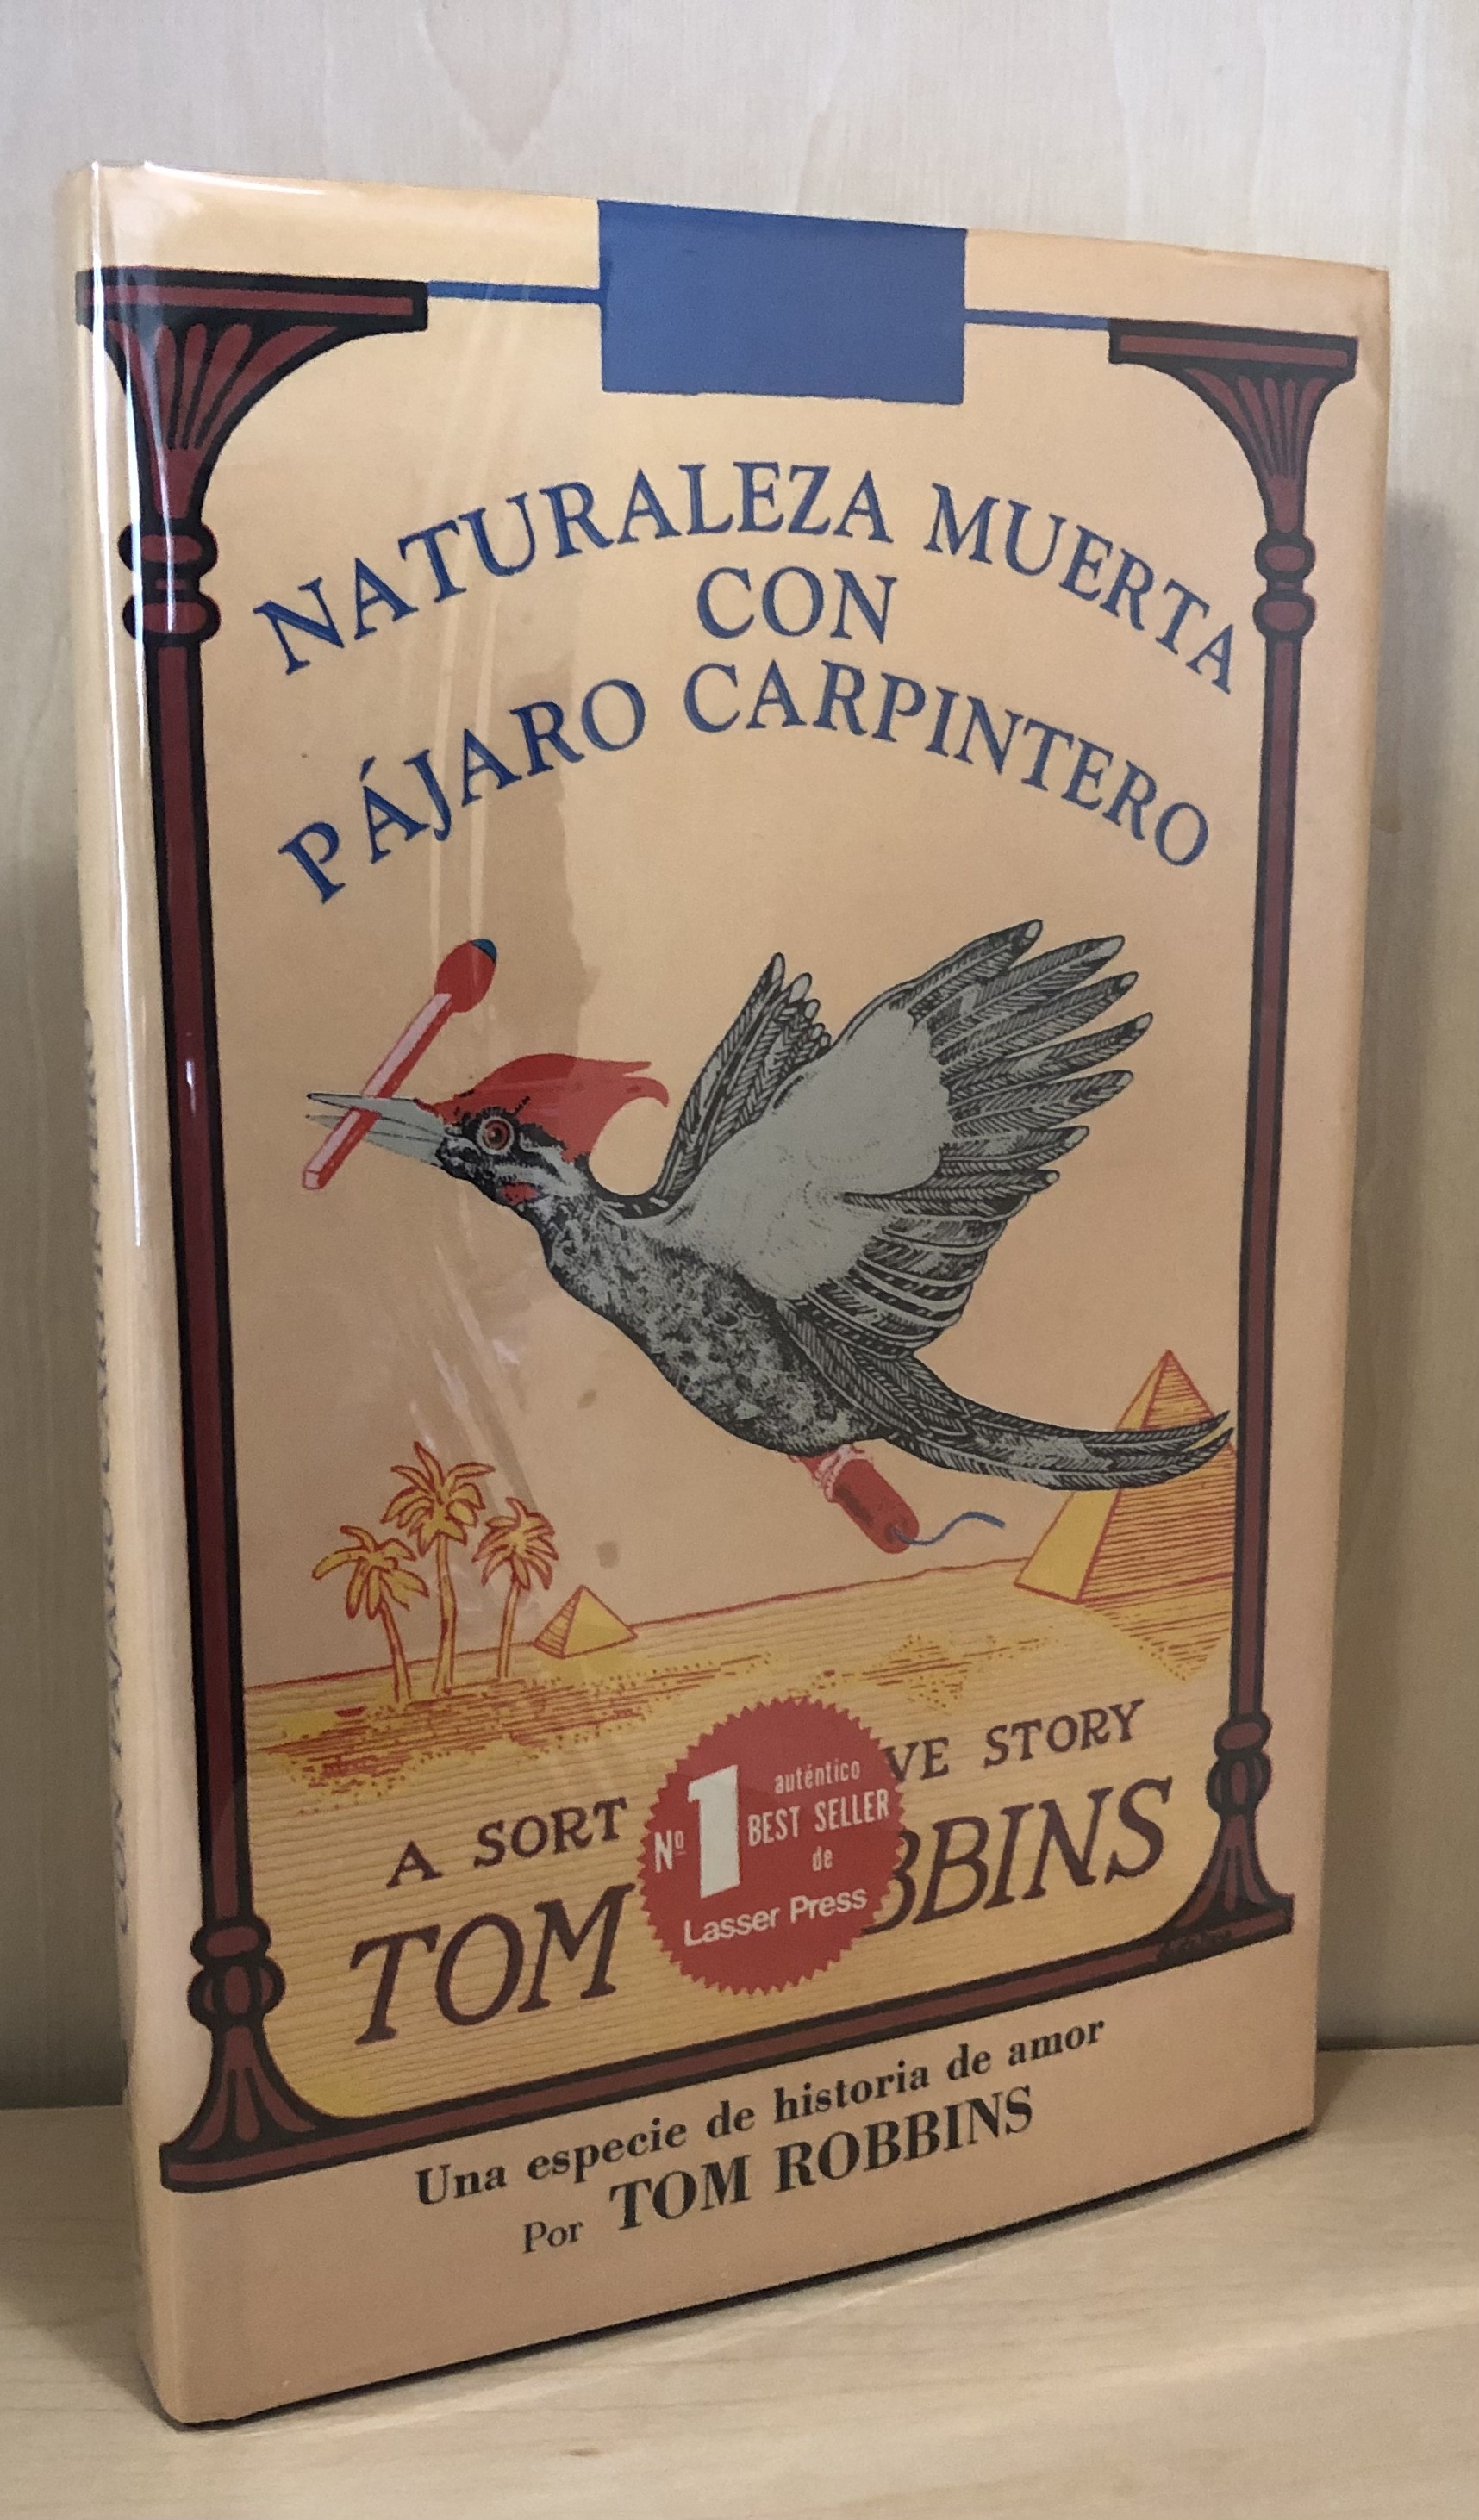 NATURALEZA MUERTA
CON
PÁJARO CARPINTERO
A SORT VE STORY
TOM BBINS
Nº 1 auténtico
BEST SELLER
de
Lasser Press
Una especie de historia de amor
Por TOM ROBBINS